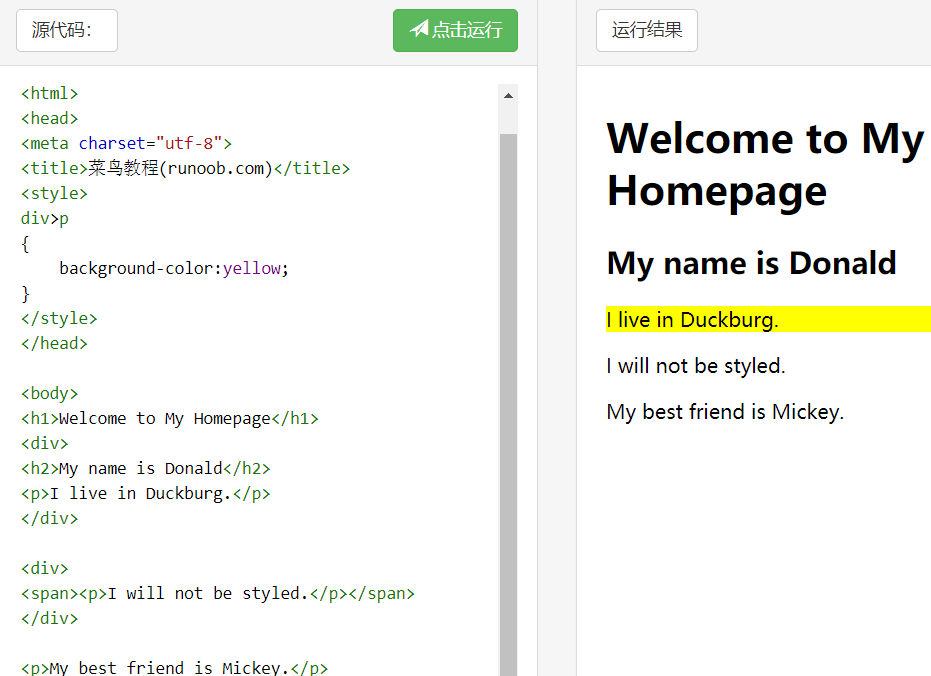 源代码：
点击运行
<html>
<head>
<meta charset="utf-8">
<title>菜鸟教程(runoob.com)</title>
<style>
div>p
{
    background-color:yellow;
}
</style>
</head>
<body>
<h1>Welcome to My Homepage</h1>
<div>
<h2>My name is Donald</h2>
<p>I live in Duckburg.</p>
</div>
<div>
<span><p>I will not be styled.</p></span>
</div>
<p>My best friend is Mickey.</p>
运行结果
Welcome to My
Homepage
My name is Donald
I live in Duckburg.
I will not be styled.
My best friend is Mickey.